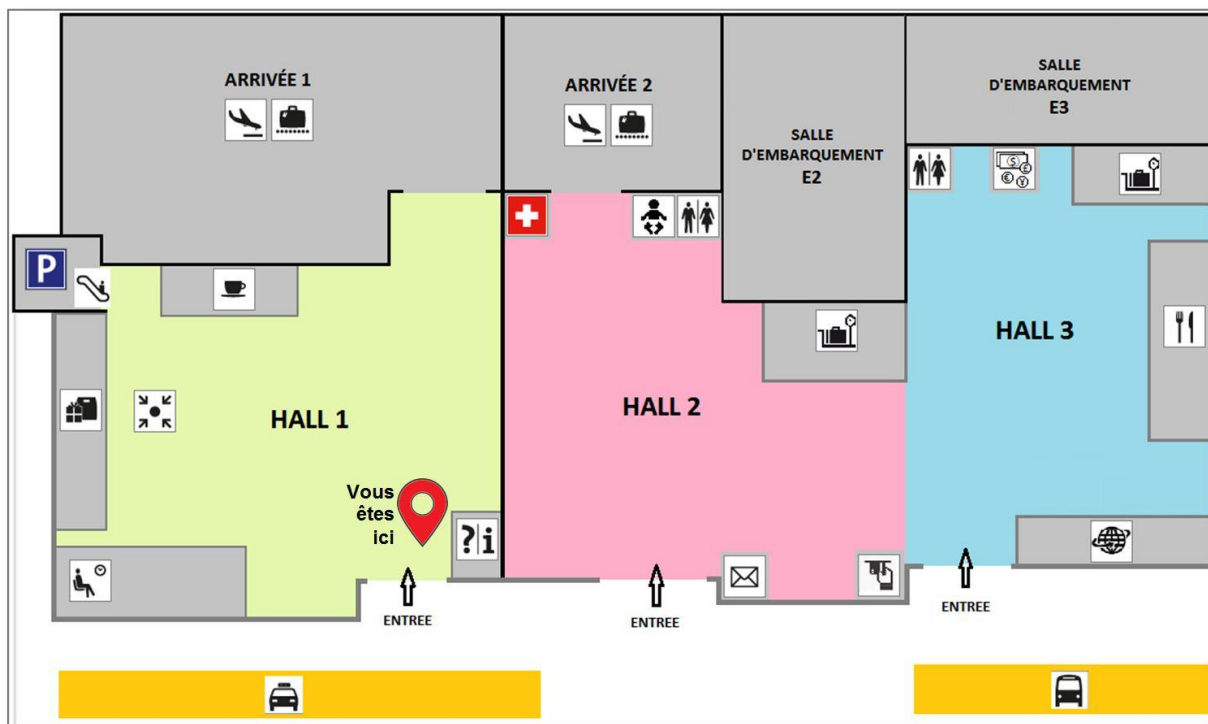 ARRIVÉE 1
ARRIVÉE 2
SALLE
D'EMBARQUEMENT
E2
SALLE
D'EMBARQUEMENT
E3
P
HALL 1
HALL 2
HALL 3
Vous
êtes
ici
?|i
ENTREE
ENTREE
ENTREE